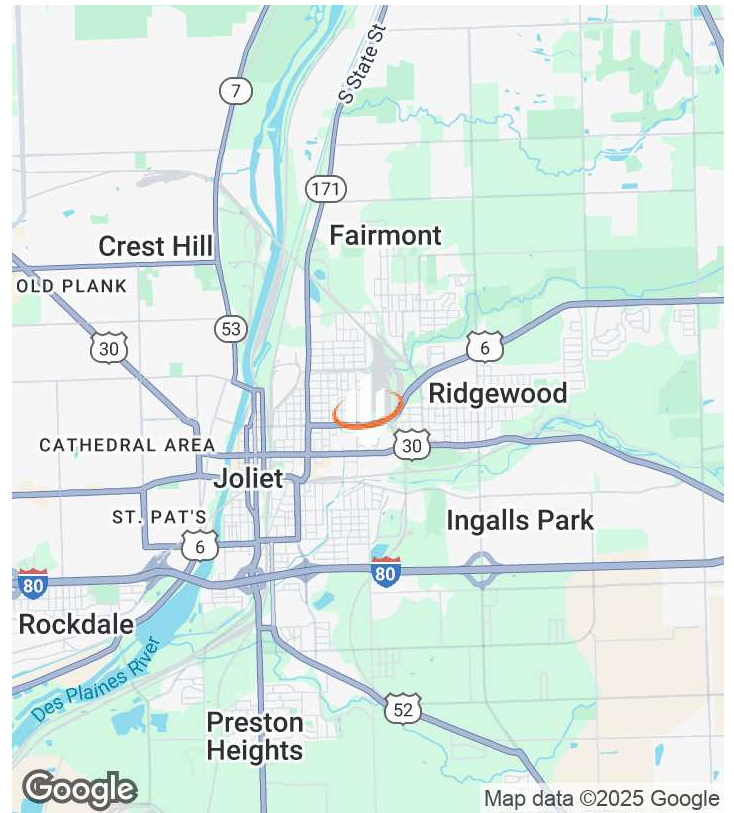 S State St
7
171
Crest Hill
Fairmont
OLD PLANK
53
30
6
Ridgewood
CATHEDRAL AREA
30
Joliet
ST. PAT'S
Ingalls Park
6
80
80
Rockdale
Des Plaines River
52
Preston
Heights
Google
Map data ©2025 Google